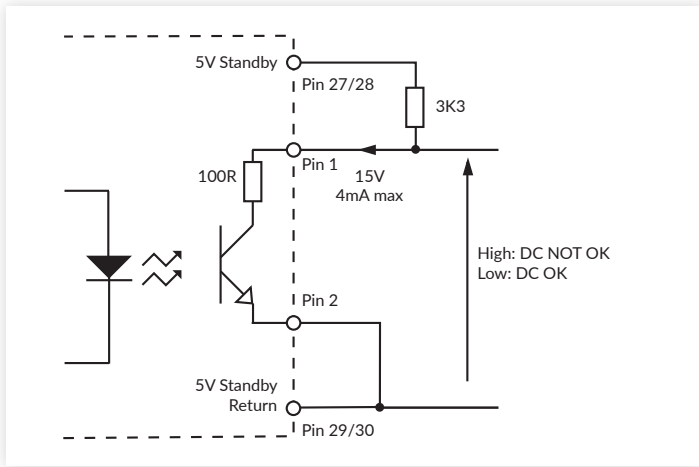 5V Standby
Pin 27/28
3K3
Pin 1
100R
15V
4mA max
High: DC NOT OK
Low: DC OK
Pin 2
5V Standby
Return
Pin 29/30